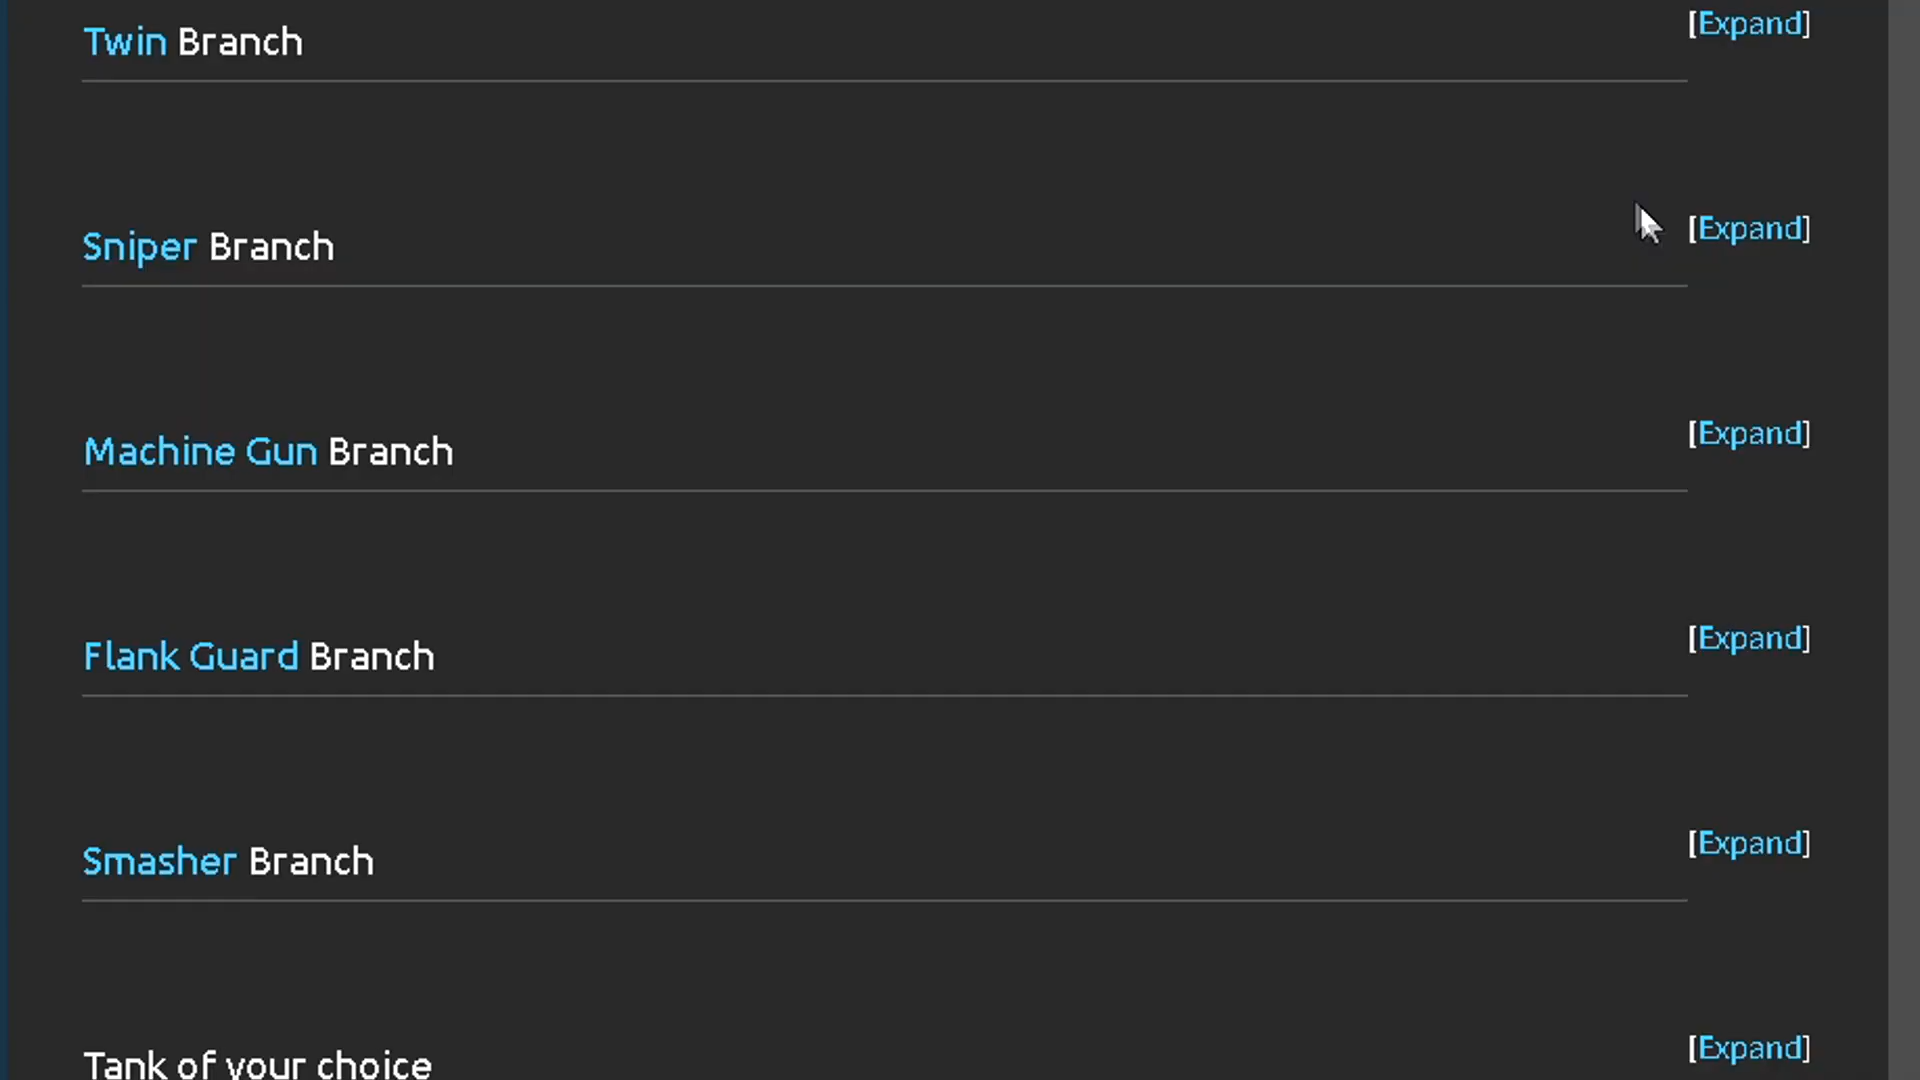 Twin Branch [Expand]
Sniper Branch [Expand]
Machine Gun Branch [Expand]
Flank Guard Branch [Expand]
Smasher Branch [Expand]
Tank of your choice [Expand]